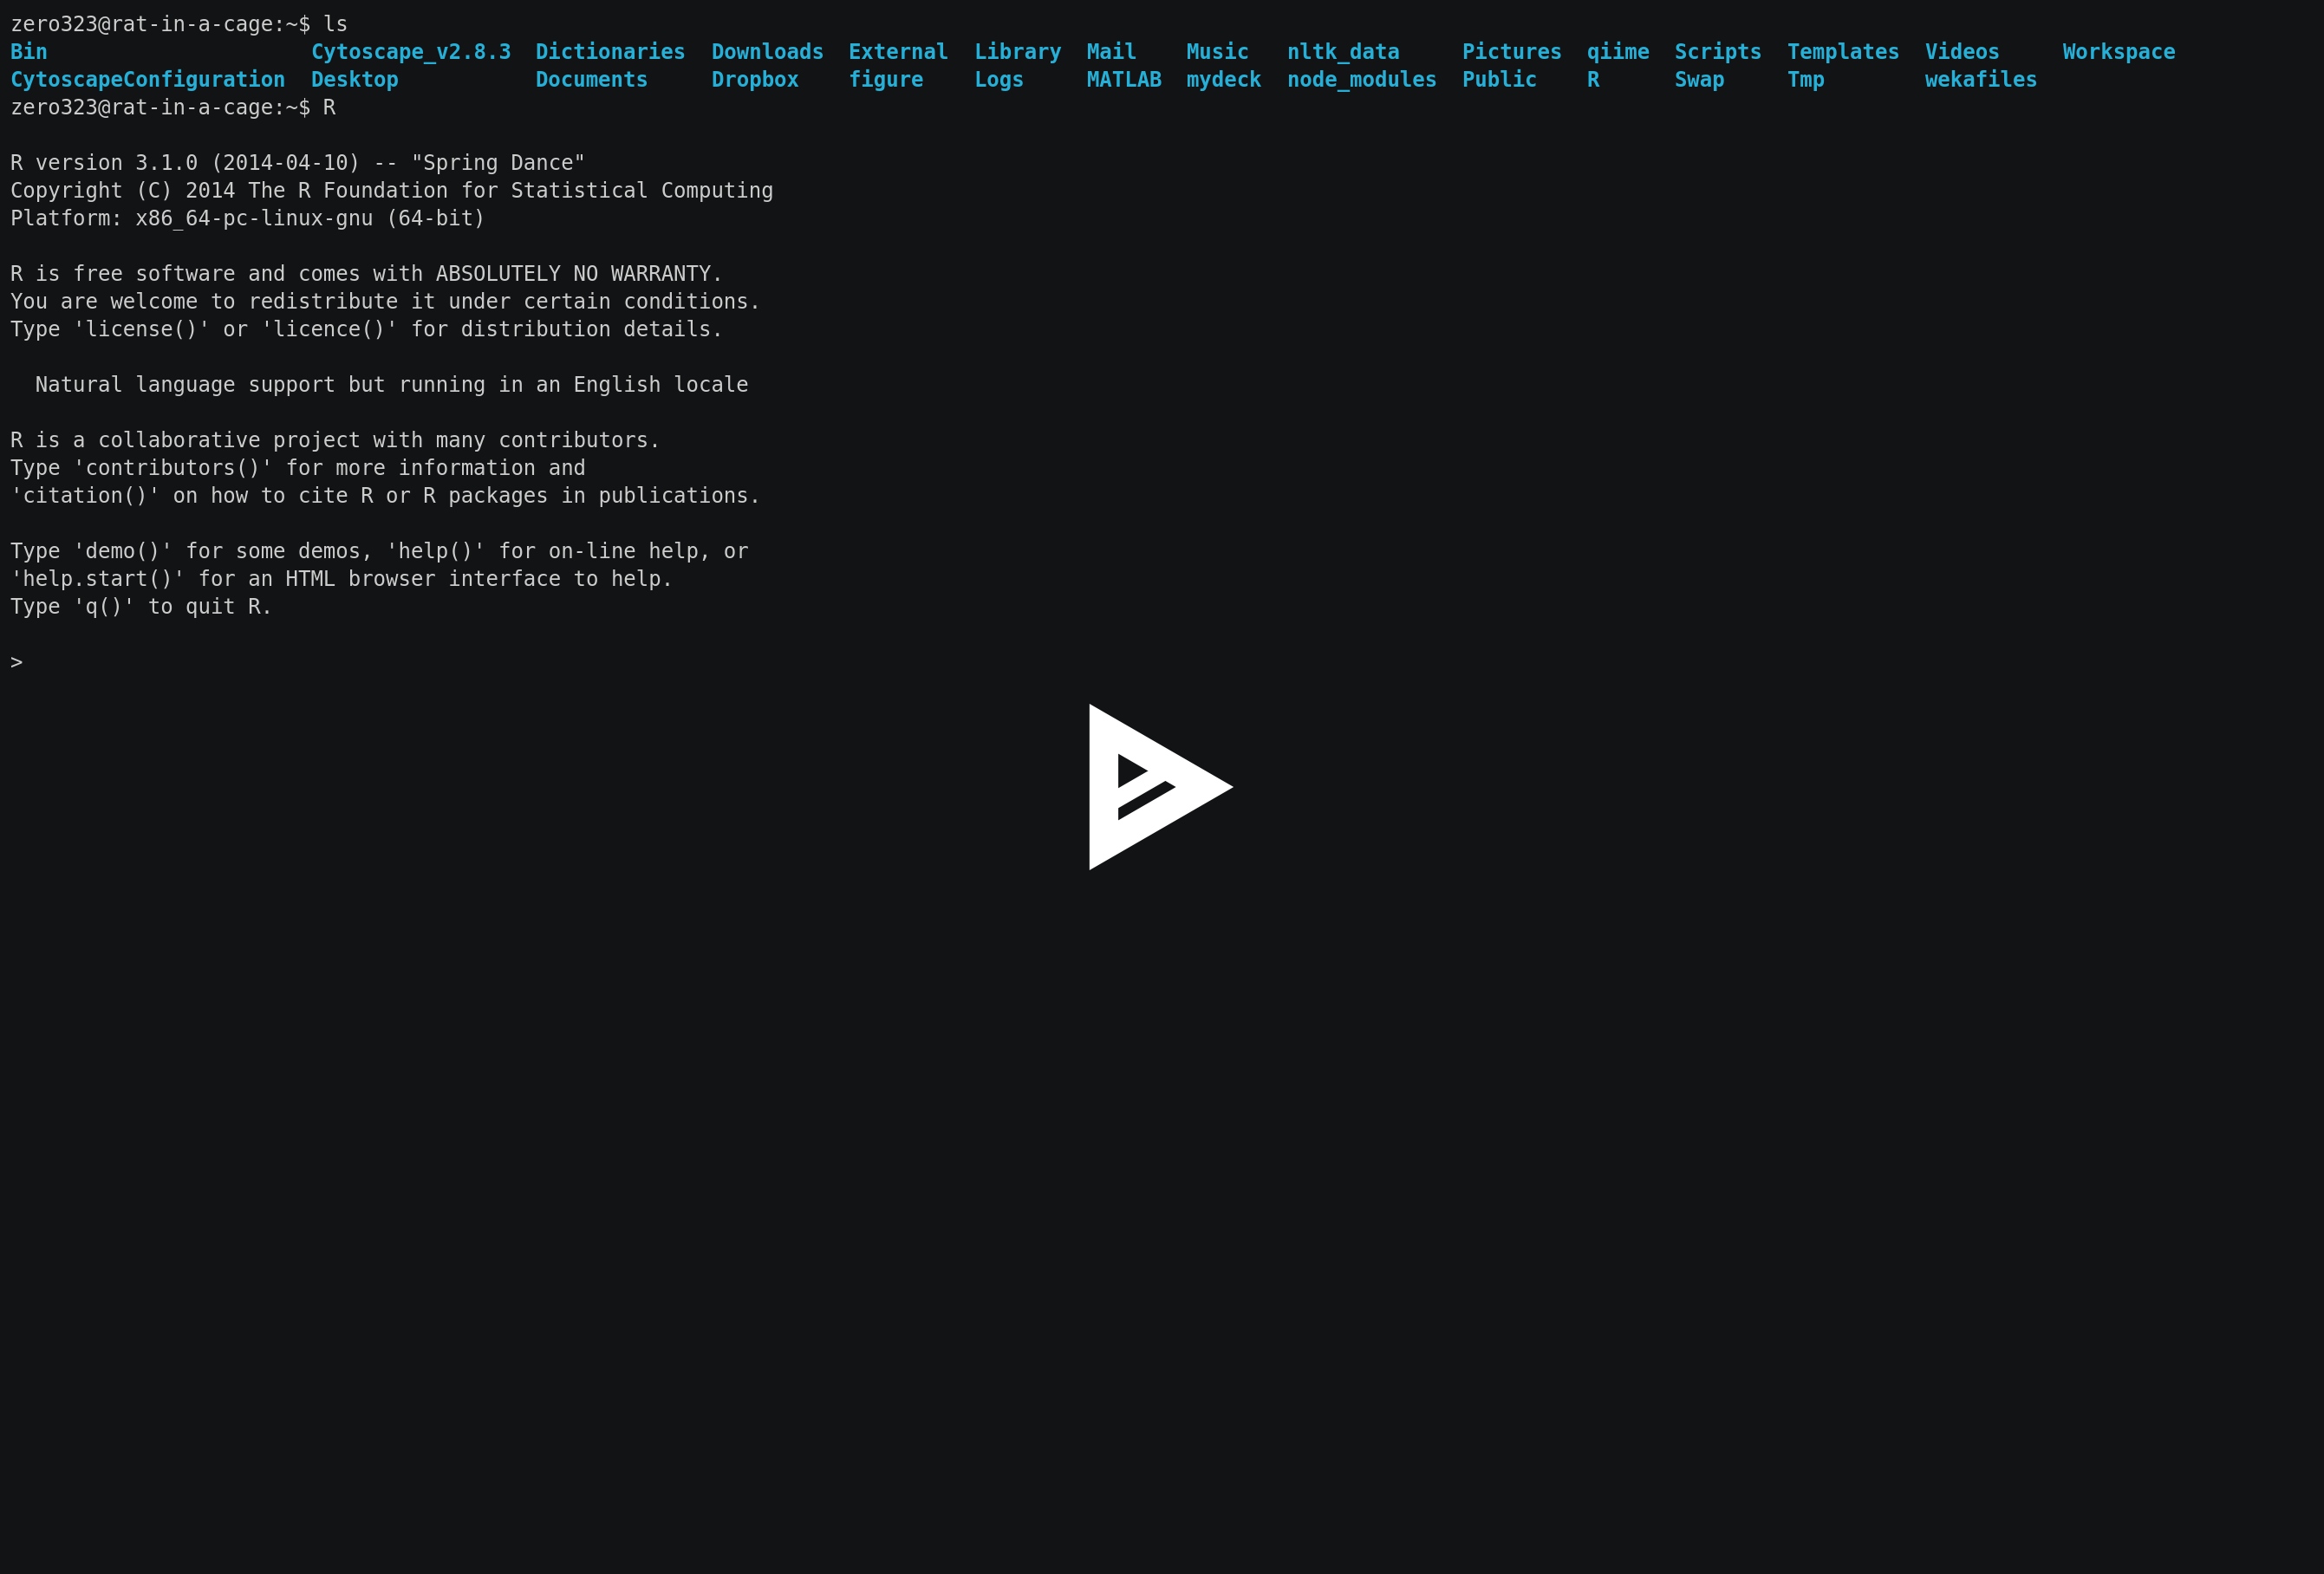 zero323@rat-in-a-cage:~$ ls
Bin                     Cytoscape_v2.8.3  Dictionaries  Downloads  External  Library  Mail    Music   nltk_data     Pictures  qiime  Scripts  Templates  Videos     Workspace
CytoscapeConfiguration  Desktop           Documents     Dropbox    figure    Logs     MATLAB  mydeck  node_modules  Public    R      Swap     Tmp        wekafiles
zero323@rat-in-a-cage:~$ R
R version 3.1.0 (2014-04-10) -- "Spring Dance"
Copyright (C) 2014 The R Foundation for Statistical Computing
Platform: x86_64-pc-linux-gnu (64-bit)
R is free software and comes with ABSOLUTELY NO WARRANTY.
You are welcome to redistribute it under certain conditions.
Type 'license()' or 'licence()' for distribution details.
  Natural language support but running in an English locale
R is a collaborative project with many contributors.
Type 'contributors()' for more information and
'citation()' on how to cite R or R packages in publications.
Type 'demo()' for some demos, 'help()' for on-line help, or
'help.start()' for an HTML browser interface to help.
Type 'q()' to quit R.
>